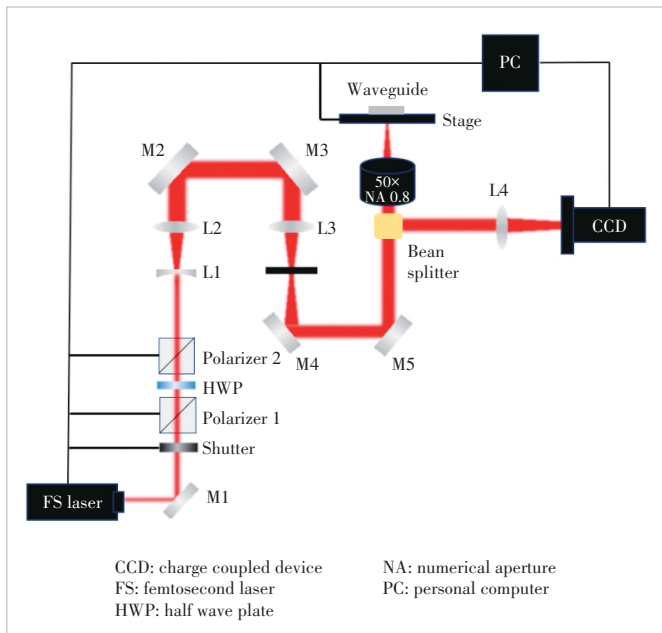 PC
Waveguide
Stage
M2
M3
50×
NA 0.8
L4
L2
L3
CCD
Bean
splitter
L1
M4
M5
Polarizer 2
HWP
Polarizer 1
Shutter
FS laser
M1
CCD: charge coupled device
FS: femtosecond laser
HWP: half wave plate
NA: numerical aperture
PC: personal computer